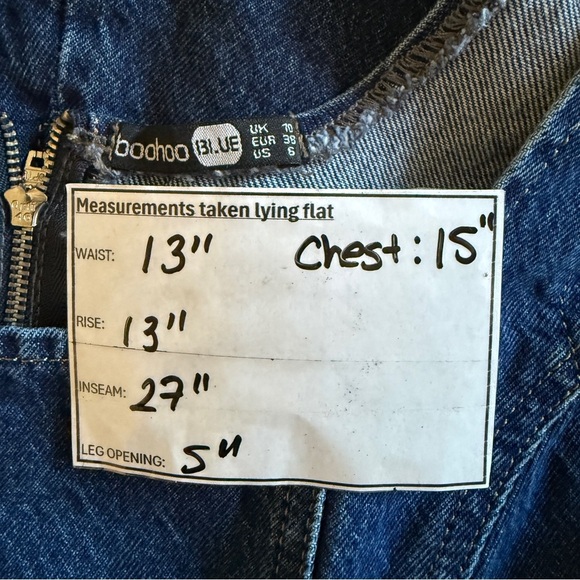 boohoo BLUE
UK 10
EUR 38
US 6
Measurements taken lying flat
WAIST: 13" Chest: 15"
RISE: 13"
INSEAM: 27"
LEG OPENING: 5"